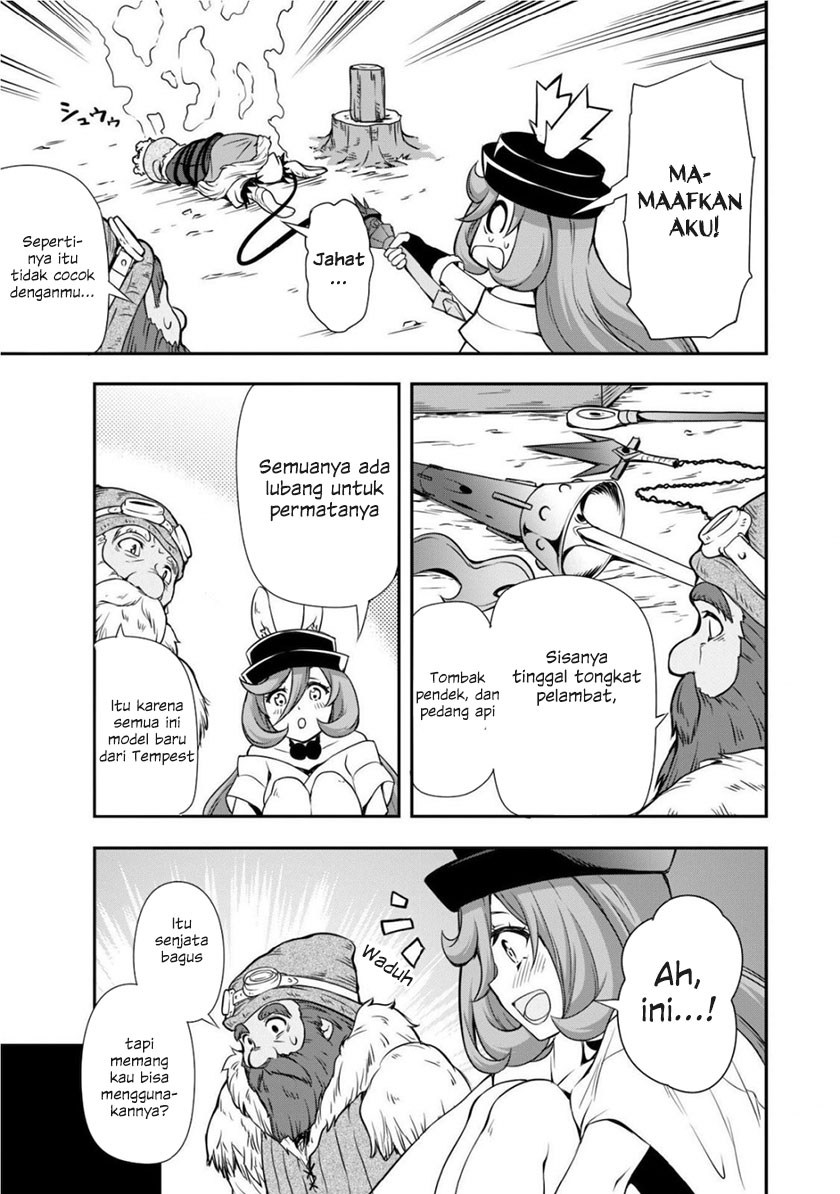 MA-
MAAFKAN
AKU!
シュウゥ
Jahat
...
Seperti-
nya itu
tidak cocok
denganmu...
Sisanya
tinggal tongkat
pelambat,
Tombak
pendek, dan
pedang api
Semuanya ada
lubang untuk
permatanya
Itu karena
semua ini
model baru
dari Tempest
Ah,
ini...!
Waduh
Itu
senjata
bagus
tapi
memang
kau bisa
mengguna-
kannya?